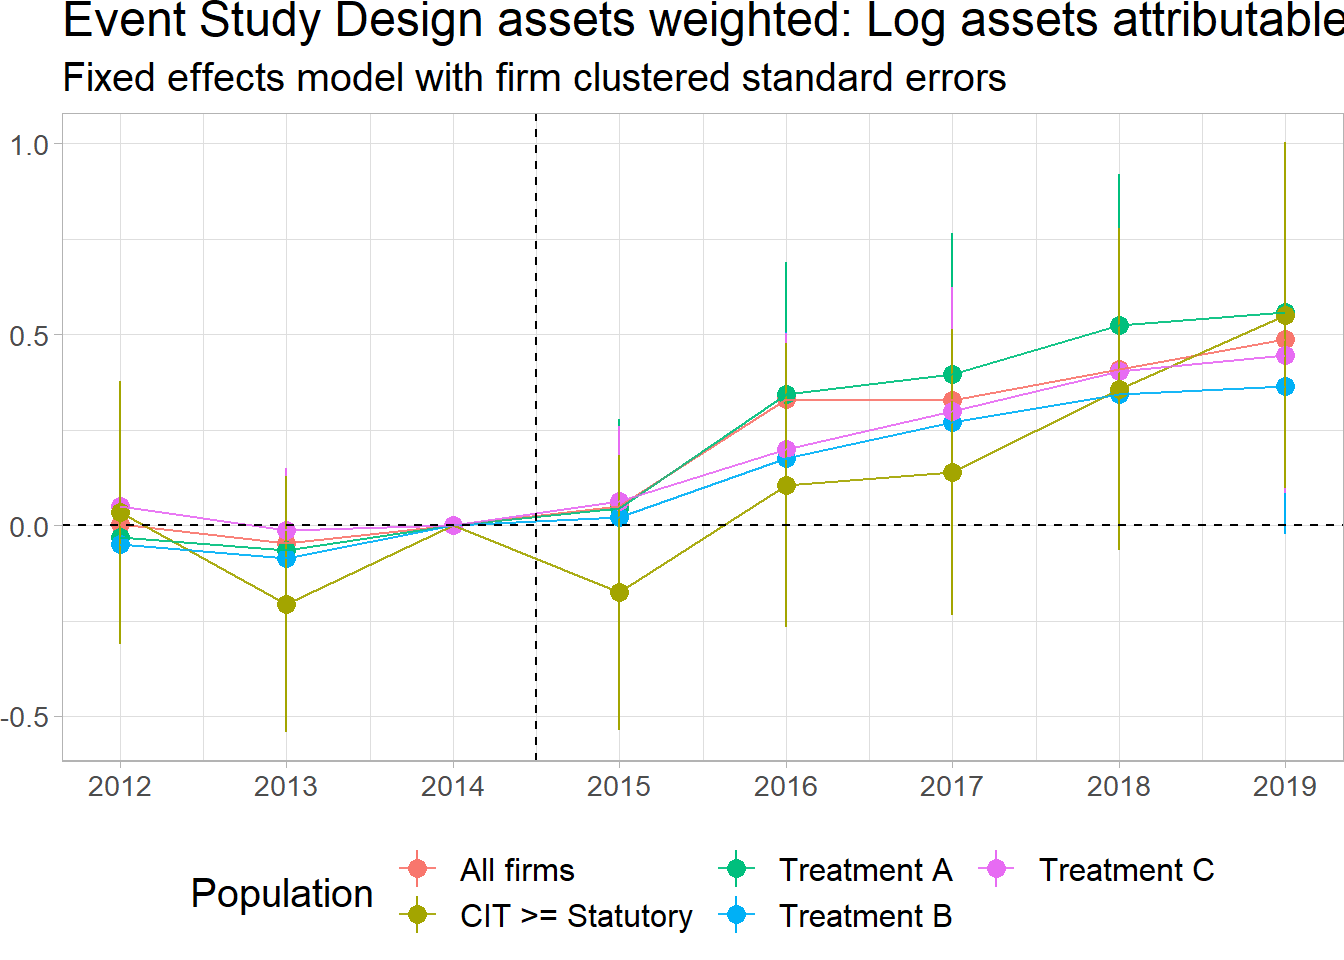 Event Study Design assets weighted: Log assets attributable
Fixed effects model with firm clustered standard errors
1.0
0.5
0.0
-0.5
2012 2013 2014 2015 2016 2017 2018 2019
Population
All firms Treatment A Treatment C
CIT >= Statutory Treatment B